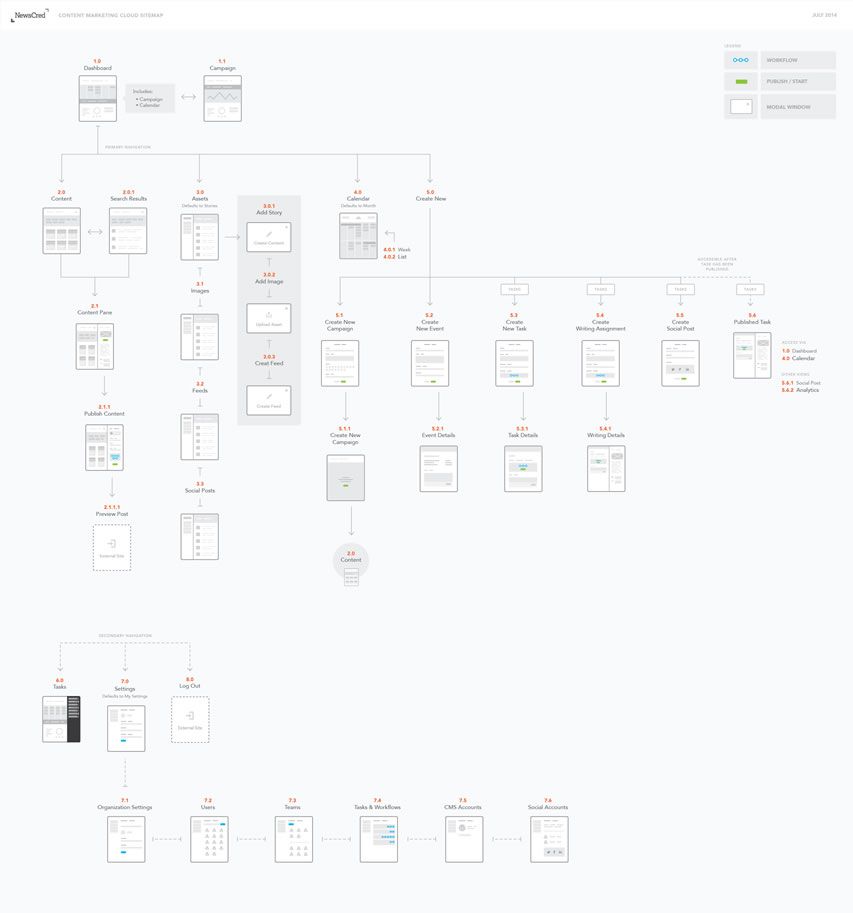 NewsCred
CONTENT MARKETING CLOUD SITEMAP
JULY 2014
LEGEND
WORKFLOW
PUBLISH / START
MODAL WINDOW
1.0
Dashboard
Includes:
• Campaign
• Calendar
1.1
Campaign
PRIMARY NAVIGATION
2.0
Content
2.0.1
Search Results
3.0
Assets
Defaults to Stories
3.0.1
Add Story
Create Content
4.0
Calendar
Defaults to Month
4.0.1 Week
4.0.2 List
5.0
Create New
3.0.2
Add Image
Upload Asset
2.0.3
Creat Feed
Create Feed
2.1
Content Pane
2.1.1
Publish Content
2.1.1.1
Preview Post
External Site
3.1
Images
3.2
Feeds
3.3
Social Posts
ACCESSIBLE AFTER
TASK HAS BEEN
PUBLISHED
TASKS
TASKS
TASKS
TASKS
5.1
Create New
Campaign
5.2
Create
New Event
5.3
Create
New Task
5.4
Create
Writing Assignment
5.5
Create
Social Post
5.6
Published Task
ACCESS VIA
1.0 Dashboard
4.0 Calendar
OTHER VIEWS
5.6.1 Social Post
5.6.2 Analytics
5.1.1
Create New
Campaign
5.2.1
Event Details
5.3.1
Task Details
5.4.1
Writing Details
2.0
Content
SECONDARY NAVIGATION
6.0
Tasks
7.0
Settings
Defaults to My Settings
8.0
Log Out
External Site
7.1
Organization Settings
7.2
Users
7.3
Teams
7.4
Tasks & Workflows
7.5
CMS Accounts
7.6
Social Accounts